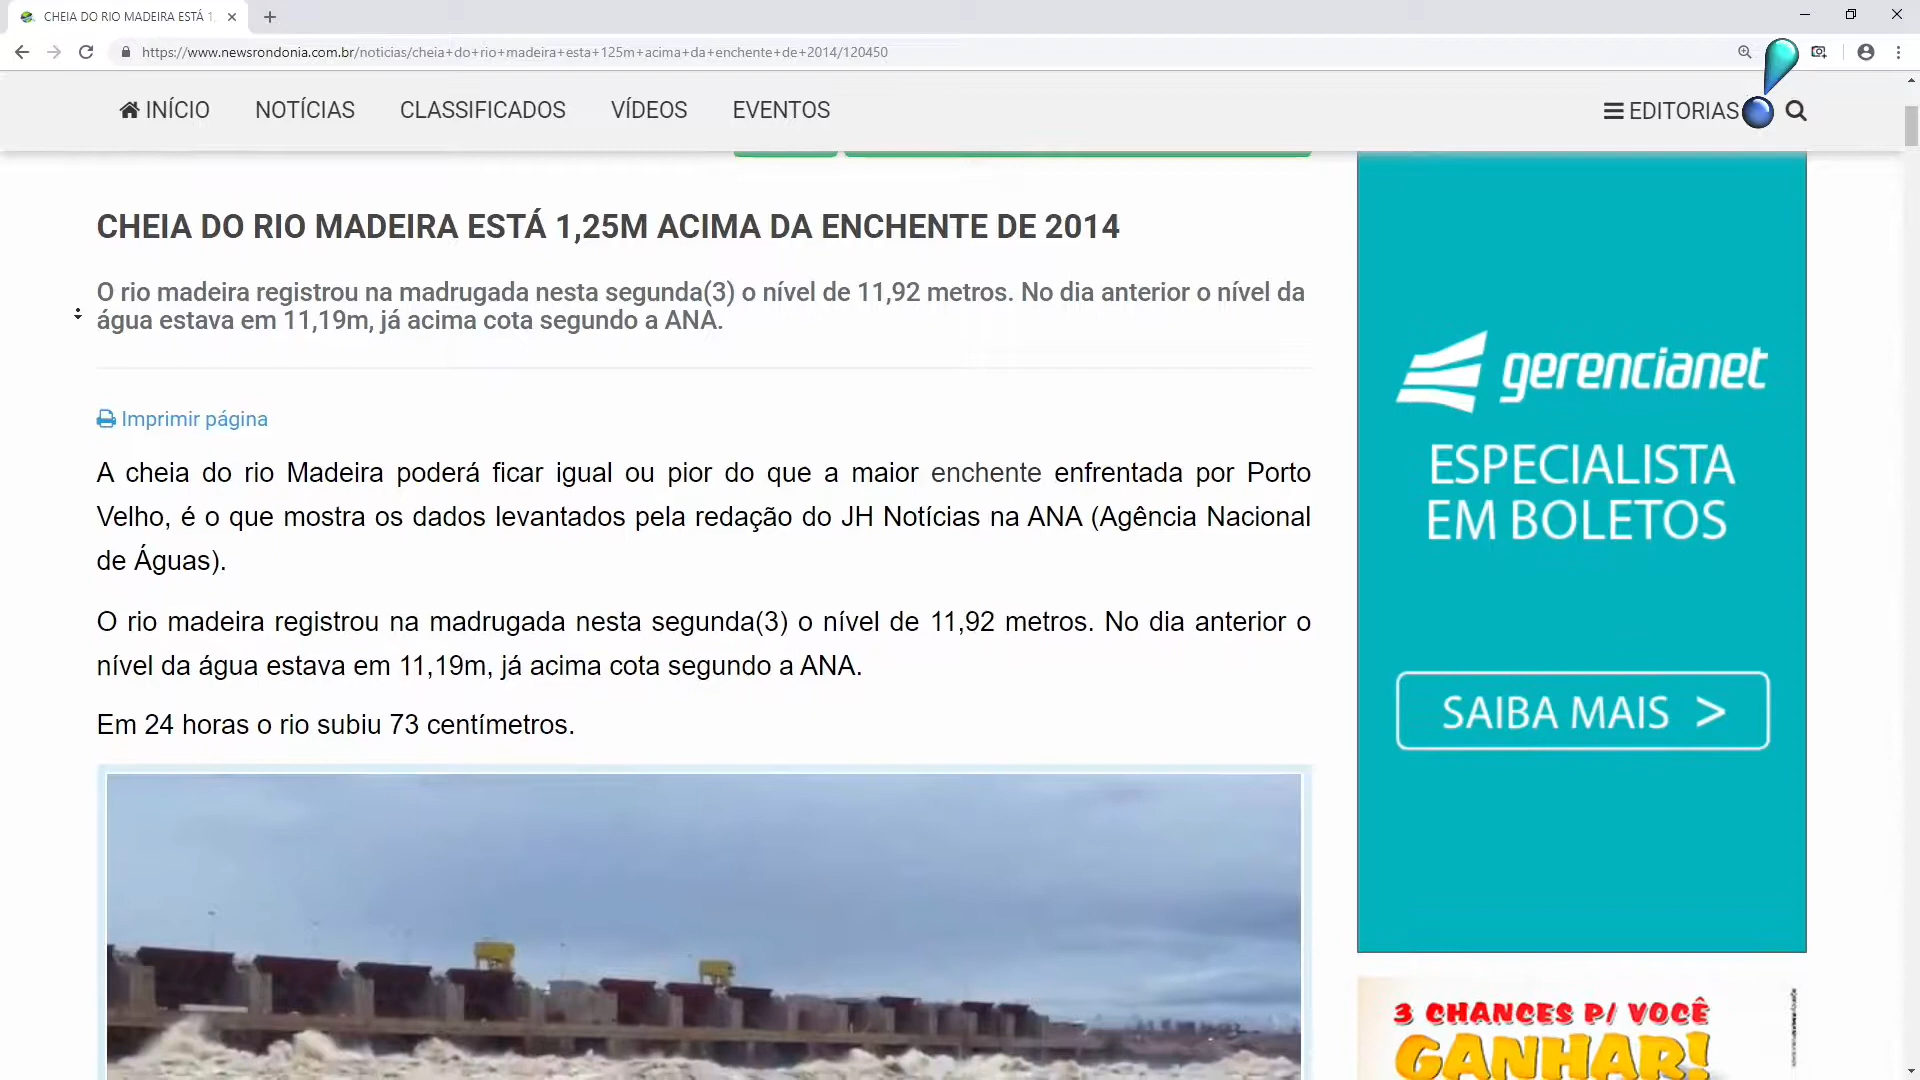 CHEIA DO RIO MADEIRA ESTÁ 1
https://www.newsrondonia.com.br/noticias/cheia+do+rio+madeira+esta+125m+acima+da+enchente+de+2014/120450
INÍCIO NOTÍCIAS CLASSIFICADOS VÍDEOS EVENTOS EDITORIAS
CHEIA DO RIO MADEIRA ESTÁ 1,25M ACIMA DA ENCHENTE DE 2014
O rio madeira registrou na madrugada nesta segunda(3) o nível de 11,92 metros. No dia anterior o nível da
água estava em 11,19m, já acima cota segundo a ANA.
Imprimir página
A cheia do rio Madeira poderá ficar igual ou pior do que a maior enchente enfrentada por Porto
Velho, é o que mostra os dados levantados pela redação do JH Notícias na ANA (Agência Nacional
de Águas).
O rio madeira registrou na madrugada nesta segunda(3) o nível de 11,92 metros. No dia anterior o
nível da água estava em 11,19m, já acima cota segundo a ANA.
Em 24 horas o rio subiu 73 centímetros.
gerencianet
ESPECIALISTA
EM BOLETOS
SAIBA MAIS >
3 CHANCES P/ VOCÊ
GANHAR!